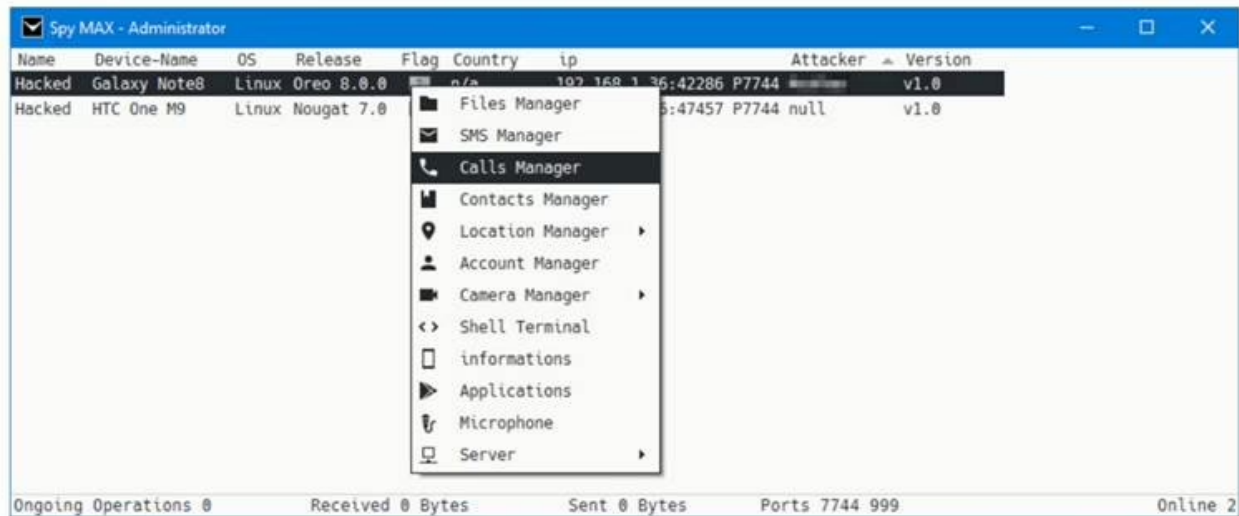 Spy MAX - Administrator
Name Device-Name OS Release Flag Country ip Attacker Version
Hacked Galaxy Note8 Linux Oreo 8.0.0 n/a 192.168.1.36:42286 P7744 v1.0
Hacked HTC One M9 Linux Nougat 7.0 :47457 P7744 null v1.0
Files Manager
SMS Manager
Calls Manager
Contacts Manager
Location Manager
Account Manager
Camera Manager
Shell Terminal
informations
Applications
Microphone
Server
Ongoing Operations 0 Received 0 Bytes Sent 0 Bytes Ports 7744 999 Online 2